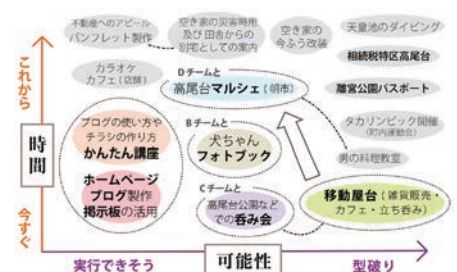 不動産へのアピール
パンフレット製作
空き家の災害時用
及び田舎からの
別宅としての案内
空き家の
今ふう改装
天皇池のダイビング
相続税特区高尾台
離宮公園パスポート
カラオケ
カフェ(店舗)
Dチームと
高尾台マルシェ(朝市)
タカリンピック開催
(町内運動会)
男の料理教室
ブログの使い方や
チラシの作り方
かんたん講座
Bチームと
犬ちゃん
フォトブック
ホームページ
ブログ製作
掲示板の活用
Cチームと
高尾台公園など
での呑み会
移動屋台(雑貨販売・
カフェ・立ち呑み)
これから
時間
今すぐ
実行できそう
可能性
型破り